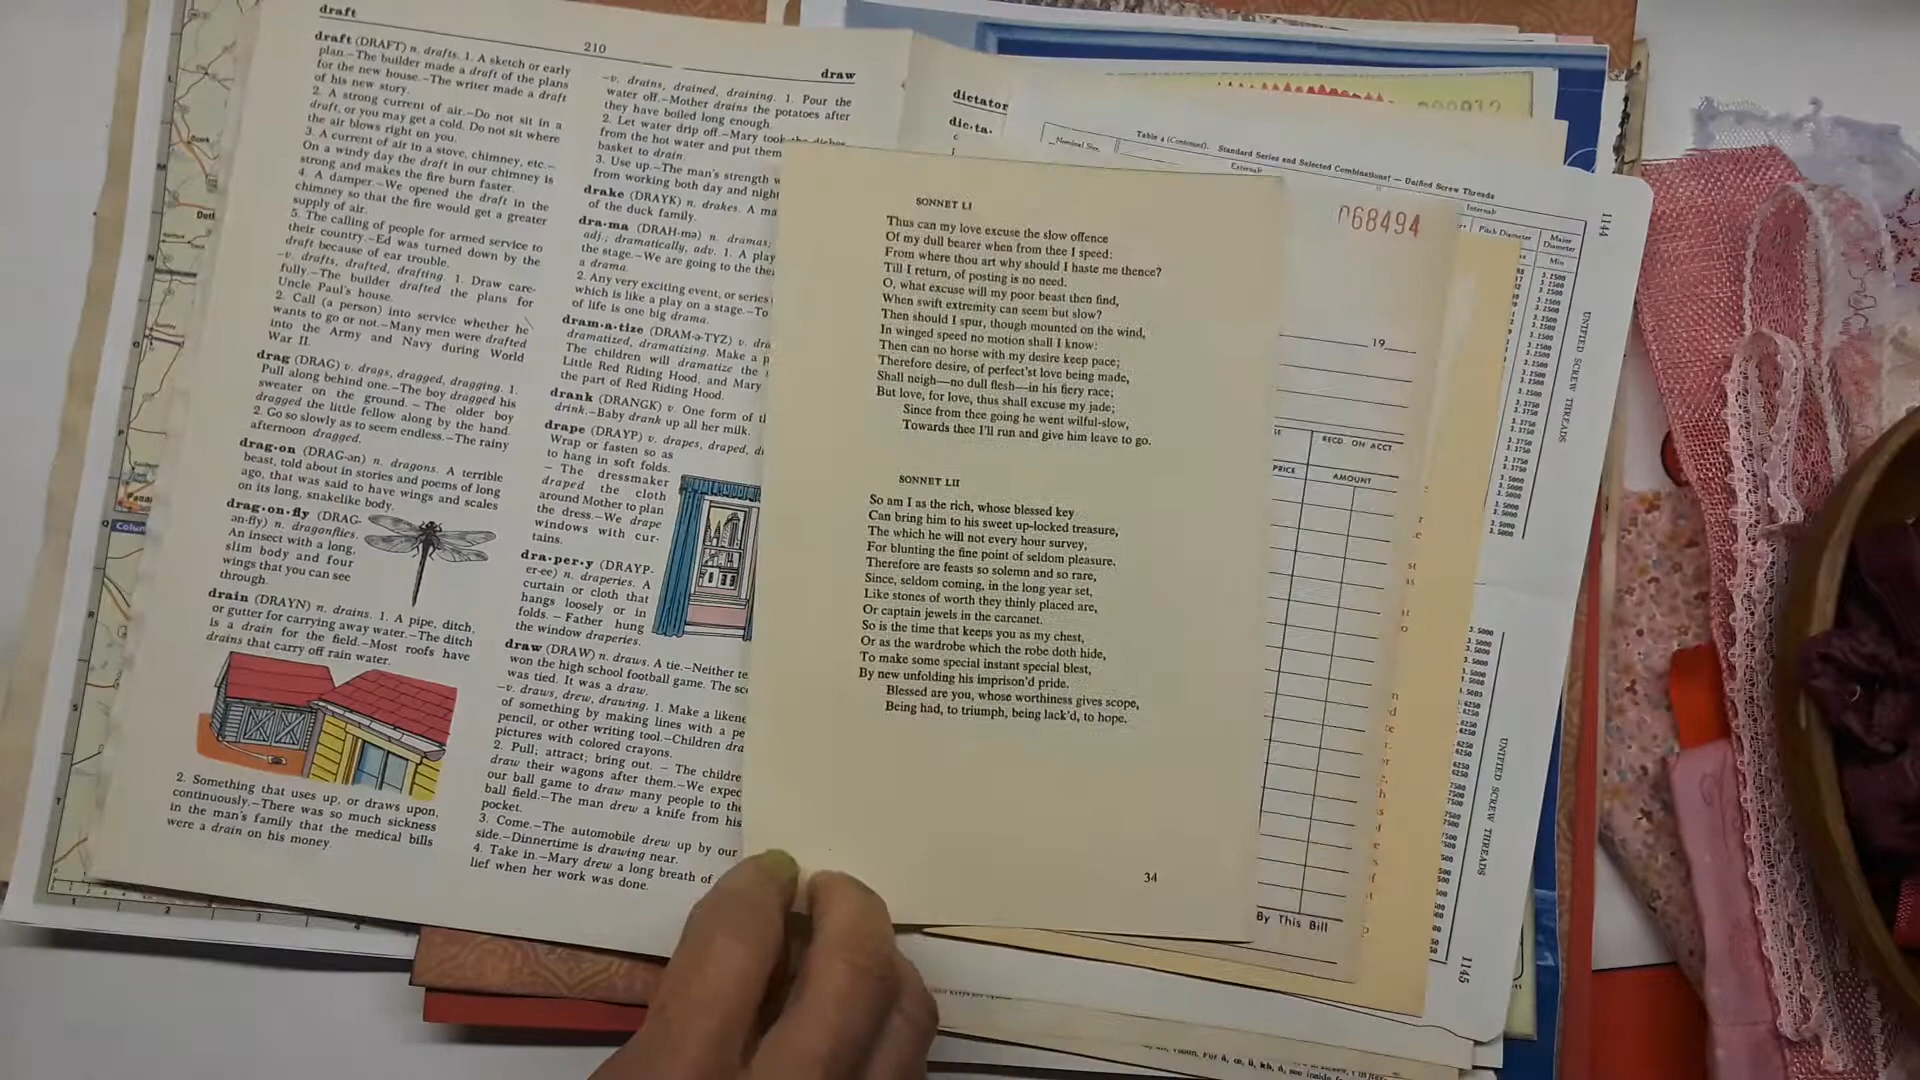 draft
210
draw
draft (DRAFT) n. drafts. 1. A sketch or early
plan.–The builder made a draft of the plans
for the new house.–The writer made a draft
of his new story.
2. A strong current of air.–Do not sit in a
draft, or you may get a cold. Do not sit where
the air blows right on you.
3. A current of air in a stove, chimney, etc.–
On a windy day the draft in our chimney is
strong and makes the fire burn faster.
4. A damper.–We opened the draft in the
chimney so that the fire would get a greater
supply of air.
5. The calling of people for armed service to
their country.–Ed was turned down by the
draft because of ear trouble.
–v. drafts, drafted, drafting. 1. Draw care-
fully.–The builder drafted the plans for
Uncle Paul's house.
2. Call (a person) into service whether he
wants to go or not.–Many men were drafted
into the Army and Navy during World
War II.
drag (DRAG) v. drags, dragged, dragging. 1.
Pull along behind one.–The boy dragged his
sweater on the ground. – The older boy
dragged the little fellow along by the hand.
2. Go so slowly as to seem endless.–The rainy
afternoon dragged.
drag·on (DRAG-ən) n. dragons. A terrible
beast, told about in stories and poems of long
ago, that was said to have wings and scales
on its long, snakelike body.
drag·on·fly (DRAG-
ən-fly) n. dragonflies.
An insect with a long,
slim body and four
wings that you can see
through.
drain (DRAYN) n. drains. 1. A pipe, ditch,
or gutter for carrying away water.–The ditch
is a drain for the field.–Most roofs have
drains that carry off rain water.
2. Something that uses up, or draws upon,
continuously.–There was so much sickness
in the man's family that the medical bills
were a drain on his money.
–v. drains, drained, draining. 1. Pour the
water off.–Mother drains the potatoes after
they have boiled long enough.
2. Let water drip off.–Mary took the dishes
from the hot water and put them
basket to drain.
3. Use up.–The man's strength
from working both day and night
drake (DRAYK) n. drakes. A
of the duck family.
dra·ma (DRAH-mə) n. dramas;
adj.; dramatically, adv. 1. A play
the stage.–We are going to the
a drama.
2. Any very exciting event, or series
which is like a play on a stage.–To
of life is one big drama.
dram·a·tize (DRAM-ə-TYZ) v.
dramatized, dramatizing. Make a
The children will dramatize the
Little Red Riding Hood, and Mary
the part of Red Riding Hood.
drank (DRANGK) v. One form of
drink.–Baby drank up all her milk.
drape (DRAYP) v. drapes, draped,
Wrap or fasten so as
to hang in soft folds.
– The dressmaker
draped the cloth
around Mother to plan
the dress.–We drape
windows with cur-
tains.
dra·per·y (DRAYP-
er-ee) n. draperies. A
curtain or cloth that
hangs loosely or in
folds. – Father hung
the window draperies.
draw (DRAW) n. draws. A tie.–Neither
won the high school football game. The
was tied. It was a draw.
–v. draws, drew, drawing. 1. Make a
of something by making lines with a
pencil, or other writing tool.–Children
pictures with colored crayons.
2. Pull; attract; bring out. – The
draw their wagons after them.–We
our ball game to draw many people to the
ball field.–The man drew a knife from his
pocket.
3. Come.–The automobile drew up by our
side.–Dinnertime is drawing near.
4. Take in.–Mary drew a long breath of
lief when her work was done.
dictator
dic·ta·
SONNET LI
Thus can my love excuse the slow offence
Of my dull bearer when from thee I speed:
From where thou art why should I haste me thence?
Till I return, of posting is no need.
O, what excuse will my poor beast then find,
When swift extremity can seem but slow?
Then should I spur, though mounted on the wind,
In winged speed no motion shall I know:
Then can no horse with my desire keep pace;
Therefore desire, of perfect'st love being made,
Shall neigh—no dull flesh—in his fiery race;
But love, for love, thus shall excuse my jade;
Since from thee going he went wilful-slow,
Towards thee I'll run and give him leave to go.
SONNET LII
So am I as the rich, whose blessed key
Can bring him to his sweet up-locked treasure,
The which he will not every hour survey,
For blunting the fine point of seldom pleasure.
Therefore are feasts so solemn and so rare,
Since, seldom coming, in the long year set,
Like stones of worth they thinly placed are,
Or captain jewels in the carcanet.
So is the time that keeps you as my chest,
Or as the wardrobe which the robe doth hide,
To make some special instant special blest,
By new unfolding his imprison'd pride.
Blessed are you, whose worthiness gives scope,
Being had, to triumph, being lack'd, to hope.
34
Table 4 (Continued). Standard Series and Selected Combinations† — Unified Screw Threads
Nominal Size,
Internal‡
Pitch Diameter
Major
Diameter
Min
1144
UNIFIED SCREW THREADS
UNIFIED SCREW THREADS
1145
068494
19
RECD. ON ACCT.
PRICE
AMOUNT
By This Bill